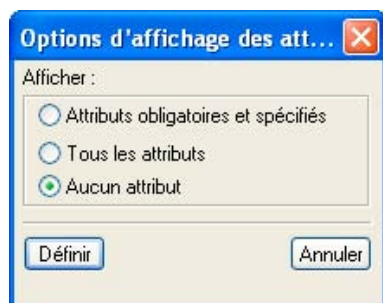 Options d'affichage des att...
Afficher :
Attributs obligatoires et spécifiés
Tous les attributs
Aucun attribut
Définir Annuler